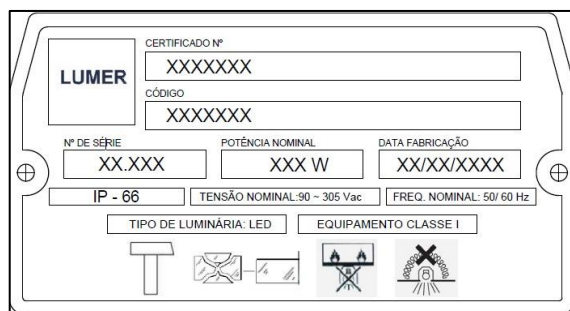 CERTIFICADO Nº
LUMER
XXXXXXX
CÓDIGO
XXXXXXX
Nº DE SÉRIE
POTÊNCIA NOMINAL
DATA FABRICAÇÃO
XX.XXX
XXX W
XX/XX/XXXX
IP - 66
TENSÃO NOMINAL:90 ~ 305 Vac
FREQ. NOMINAL: 50/ 60 Hz
TIPO DE LUMINÁRIA: LED
EQUIPAMENTO CLASSE I